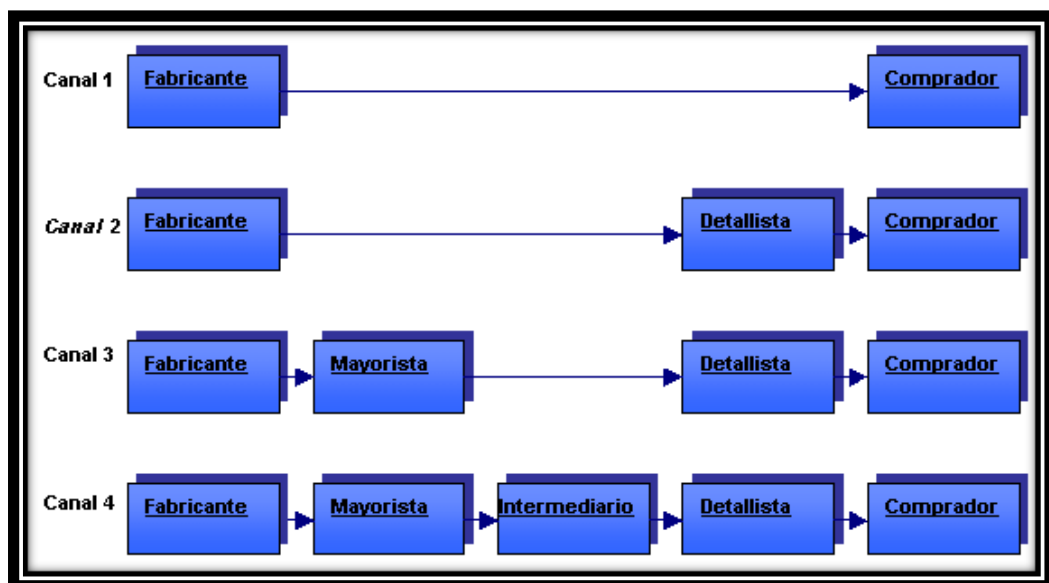 Canal 1 Fabricante Comprador
Canal 2 Fabricante Detallista Comprador
Canal 3 Fabricante Mayorista Detallista Comprador
Canal 4 Fabricante Mayorista Intermediario Detallista Comprador